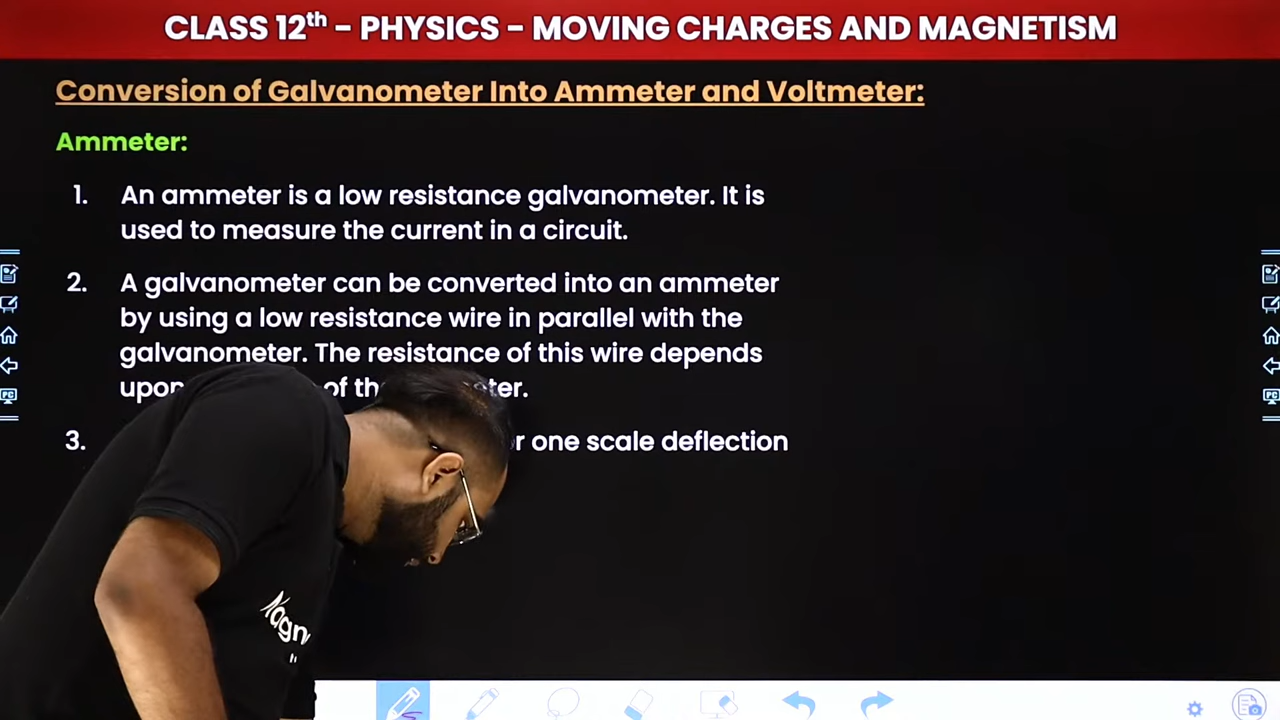 CLASS 12th - PHYSICS - MOVING CHARGES AND MAGNETISM
Conversion of Galvanometer Into Ammeter and Voltmeter:
Ammeter:
1. An ammeter is a low resistance galvanometer. It is
used to measure the current in a circuit.
2. A galvanometer can be converted into an ammeter
by using a low resistance wire in parallel with the
galvanometer. The resistance of this wire depends
upon of
3. one scale deflection
PC
PC